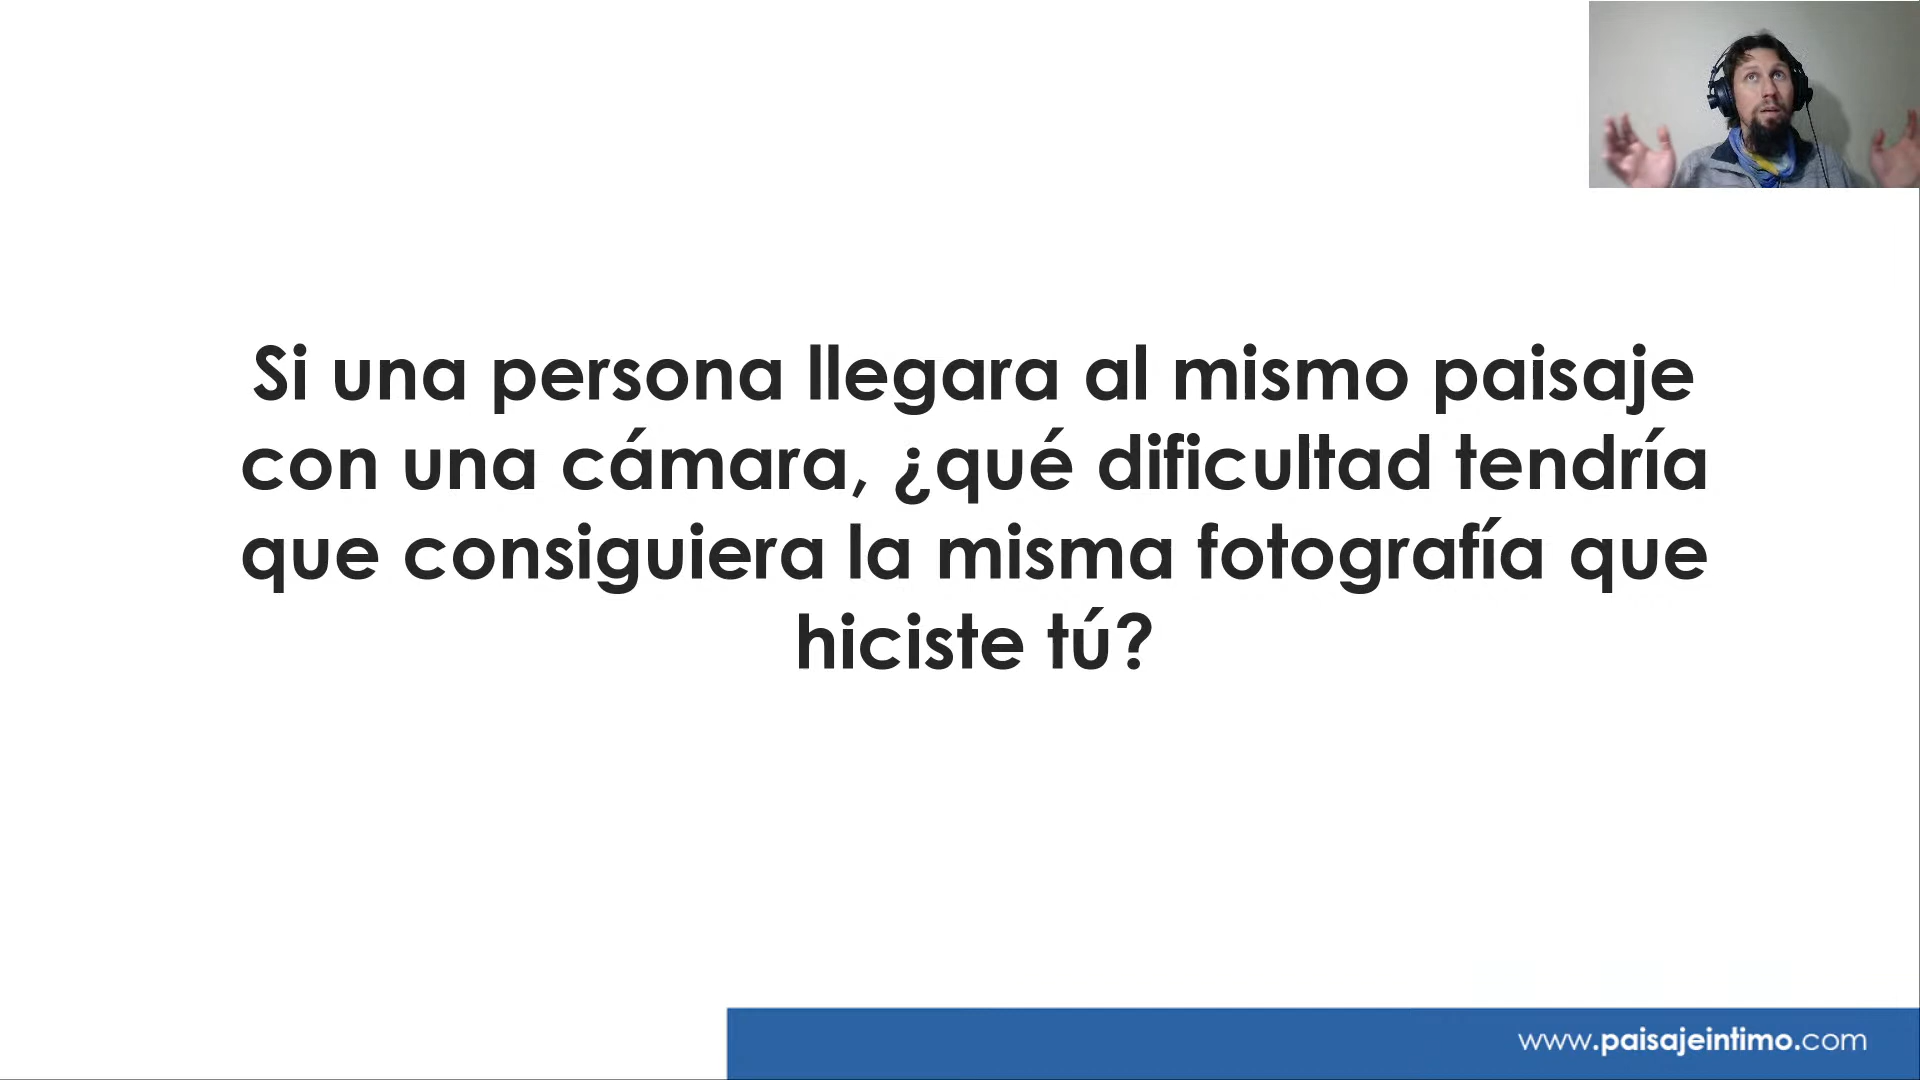 Si una persona llegara al mismo paisaje
con una cámara, ¿qué dificultad tendría
que consiguiera la misma fotografía que
hiciste tú?
www.paisajeintimo.com